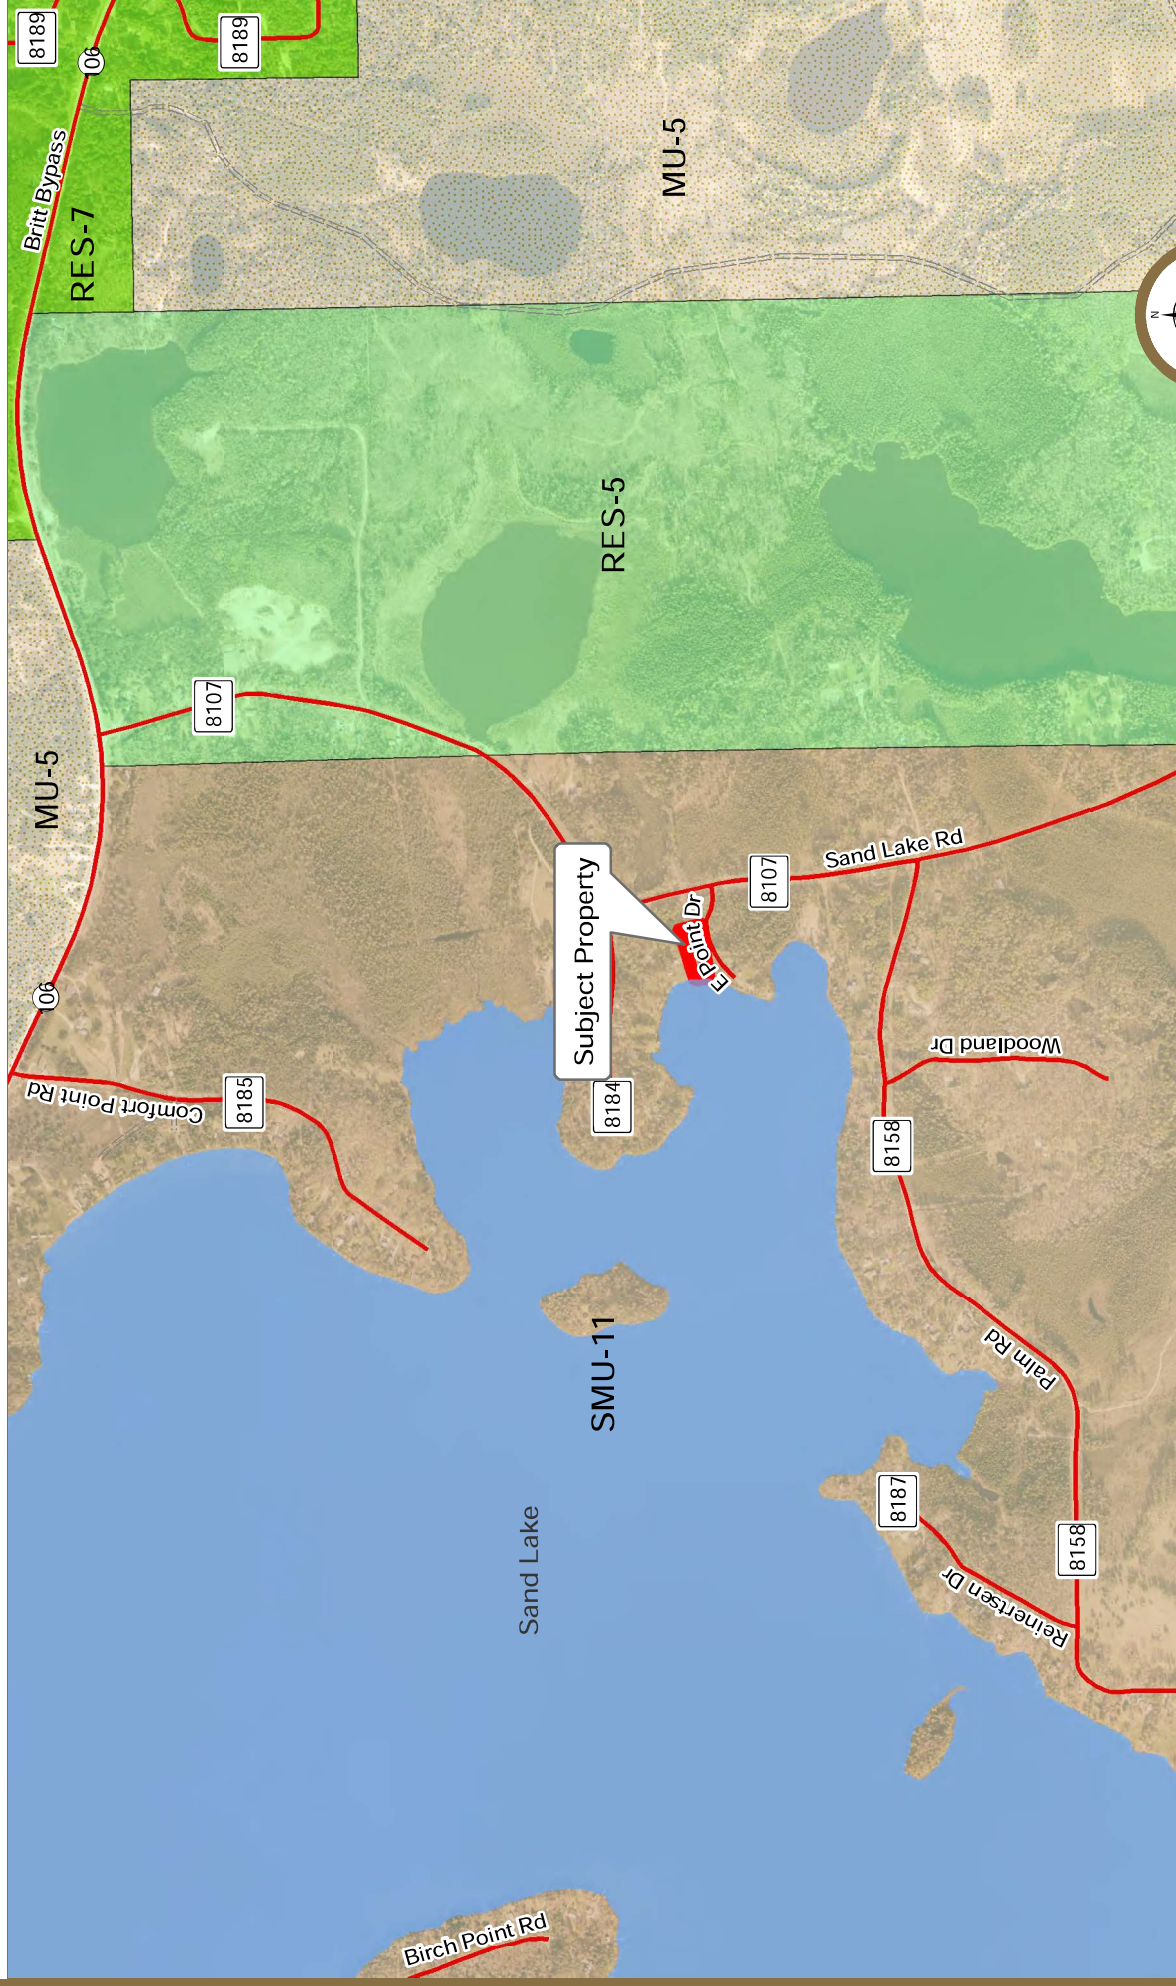 8189
106
8189
Britt Bypass
RES-7
MU-5
N
RES-5
8107
MU-5
106
Subject Property
E Point Dr
8107
Sand Lake Rd
Comfort Point Rd
8185
8184
Woodland Dr
8158
SMU-11
Palm Rd
Sand Lake
8187
Reinertsen Dr
8158
Birch Point Rd